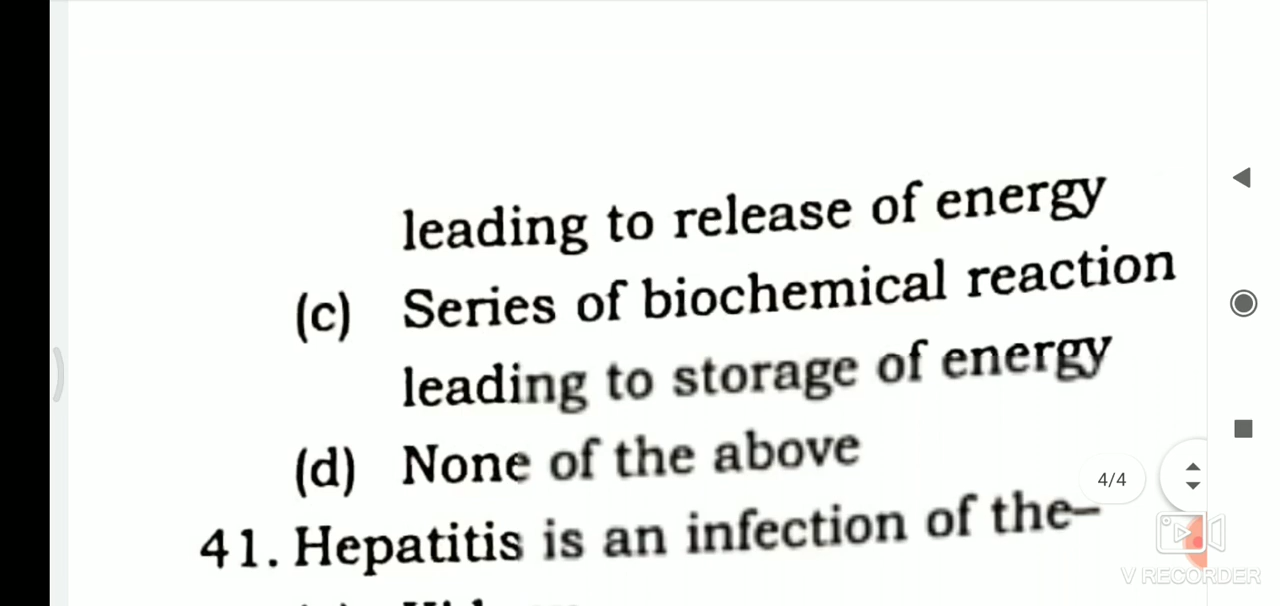 leading to release of energy
(c) Series of biochemical reaction
leading to storage of energy
(d) None of the above
4/4
41. Hepatitis is an infection of the–
V RECORDER